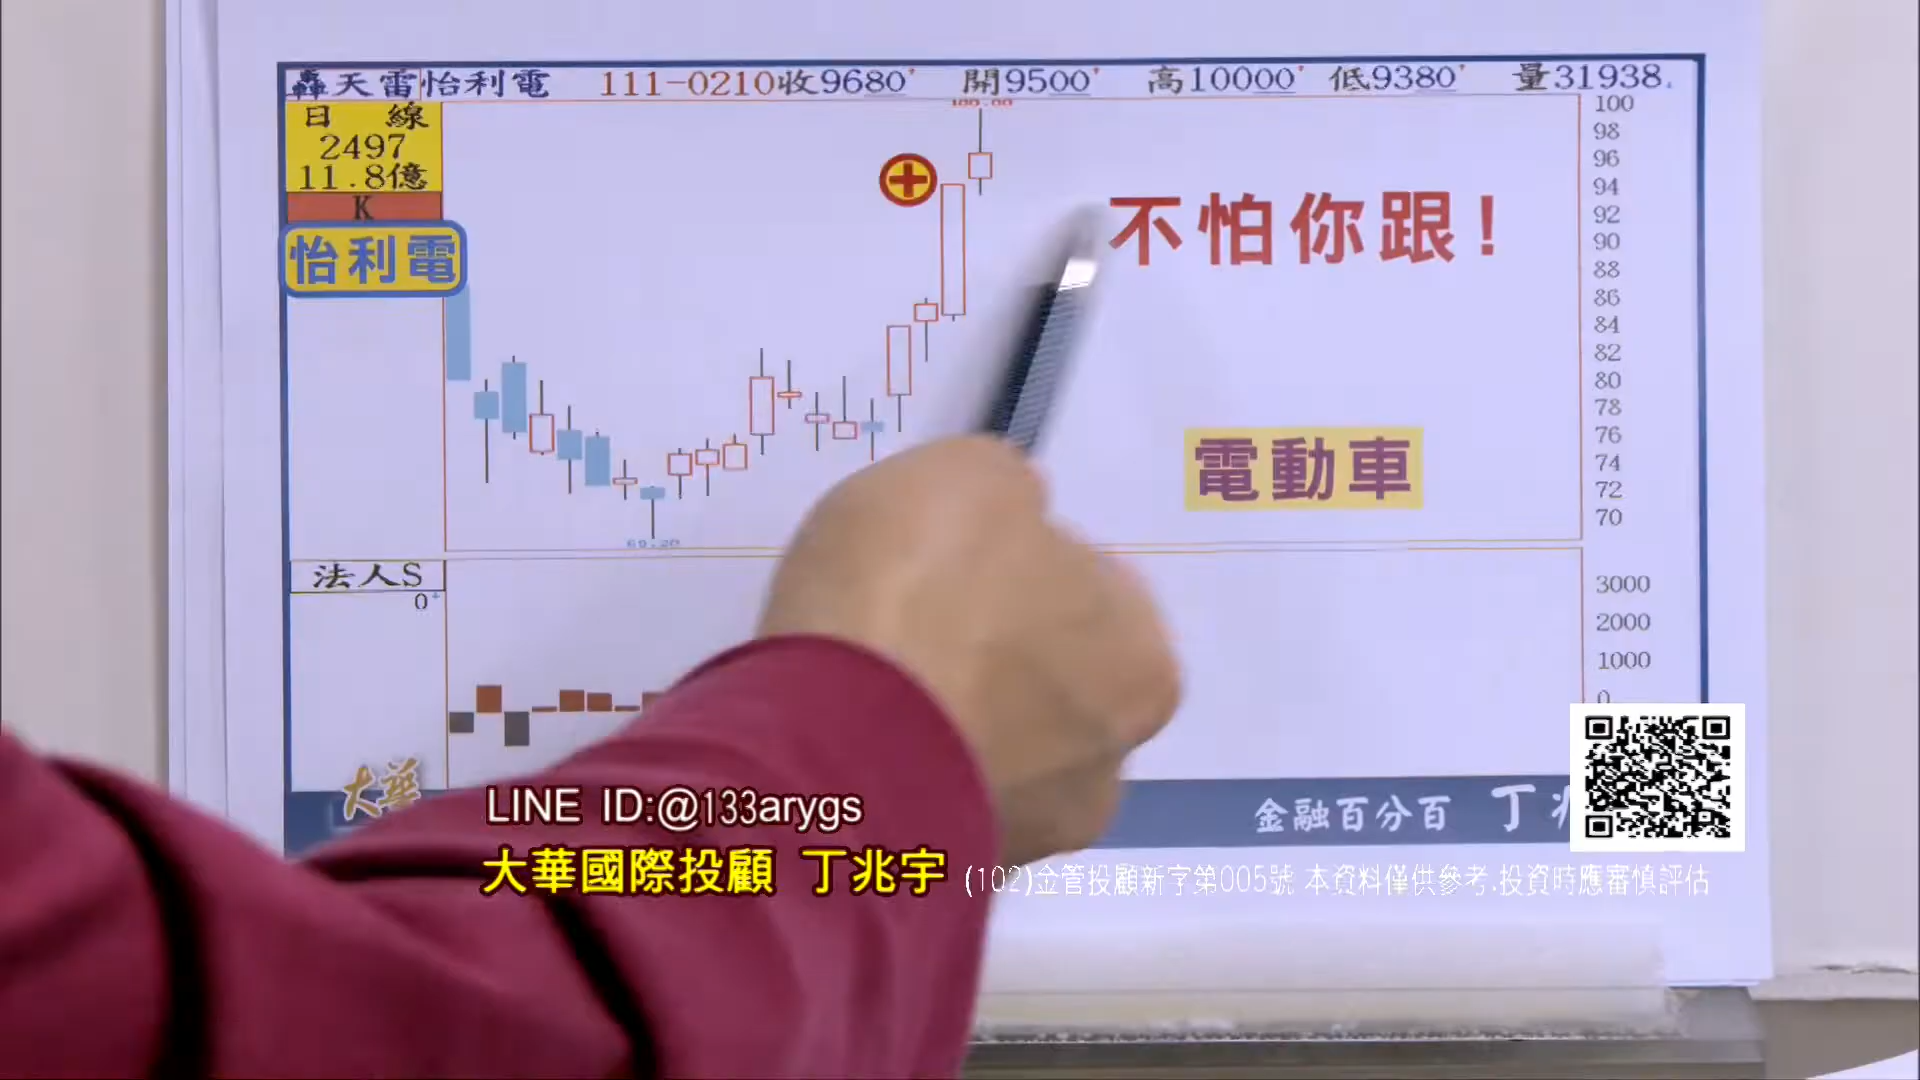 轟天雷怡利電 111-0210收9680' 開9500' 高10000' 低9380' 量31938
日 線
2497
11.8億
K
怡利電
100.00
不怕你跟!
電動車
69.20
100
98
96
94
92
90
88
86
84
82
80
78
76
74
72
70
法人S
0+
3000
2000
1000
0
大華
金融百分百 丁兆
LINE ID:@133arygs
大華國際投顧 丁兆宇 (102)金管投顧新字第005號 本資料僅供參考.投資時應審慎評估